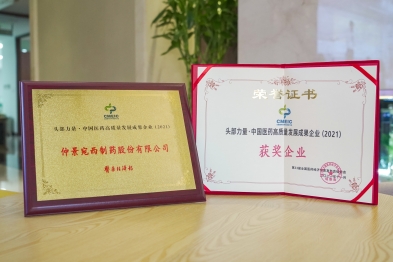 CMEIC
头部力量·中国医药高质量发展成果企业(2021)
仲景宛西制药股份有限公司
荣誉证书
CMEIC
头部力量·中国医药高质量发展成果企业(2021)
获奖企业